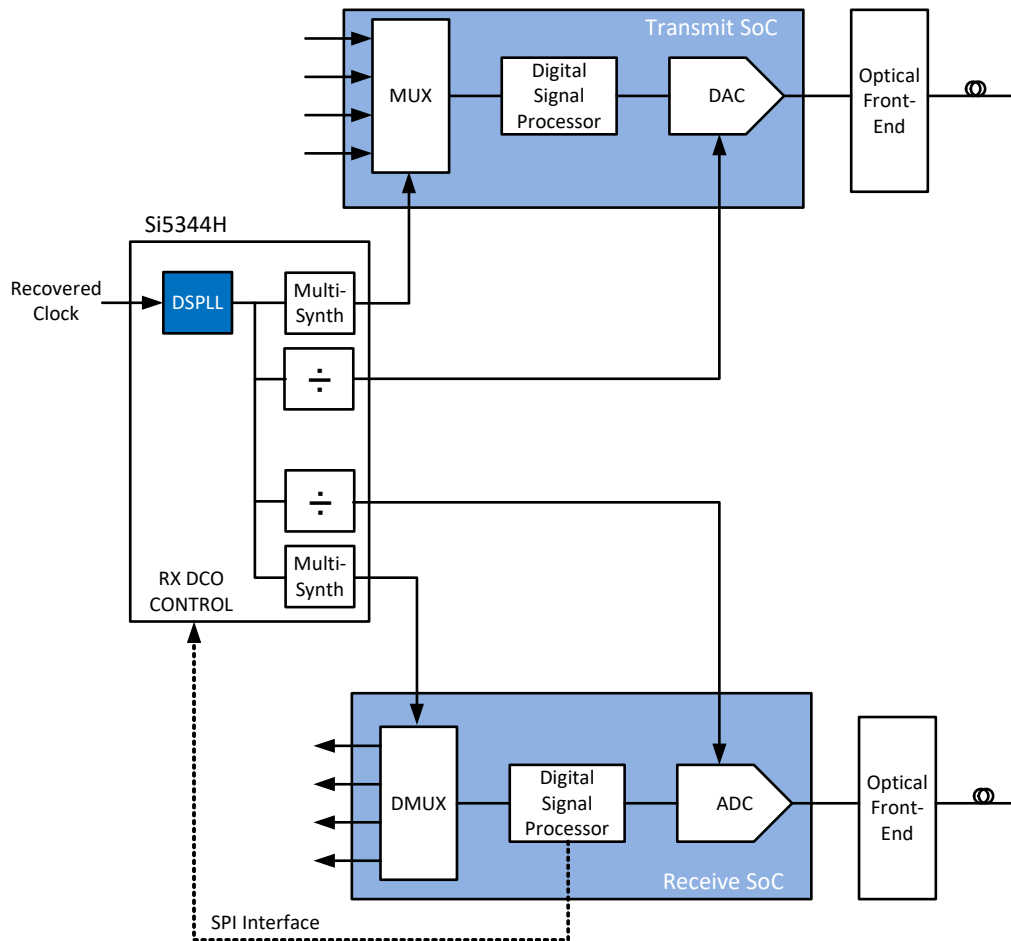 Transmit SoC
MUX
Digital
Signal
Processor
DAC
Optical
Front-
End
Si5344H
Recovered
Clock
DSPLL
Multi-
Synth
÷
÷
Multi-
Synth
RX DCO
CONTROL
DMUX
Digital
Signal
Processor
ADC
Optical
Front-
End
Receive SoC
SPI Interface